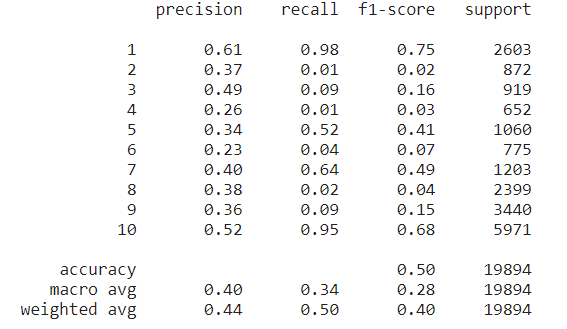 precision recall f1-score support
1 0.61 0.98 0.75 2603
2 0.37 0.01 0.02 872
3 0.49 0.09 0.16 919
4 0.26 0.01 0.03 652
5 0.34 0.52 0.41 1060
6 0.23 0.04 0.07 775
7 0.40 0.64 0.49 1203
8 0.38 0.02 0.04 2399
9 0.36 0.09 0.15 3440
10 0.52 0.95 0.68 5971
accuracy 0.50 19894
macro avg 0.40 0.34 0.28 19894
weighted avg 0.44 0.50 0.40 19894